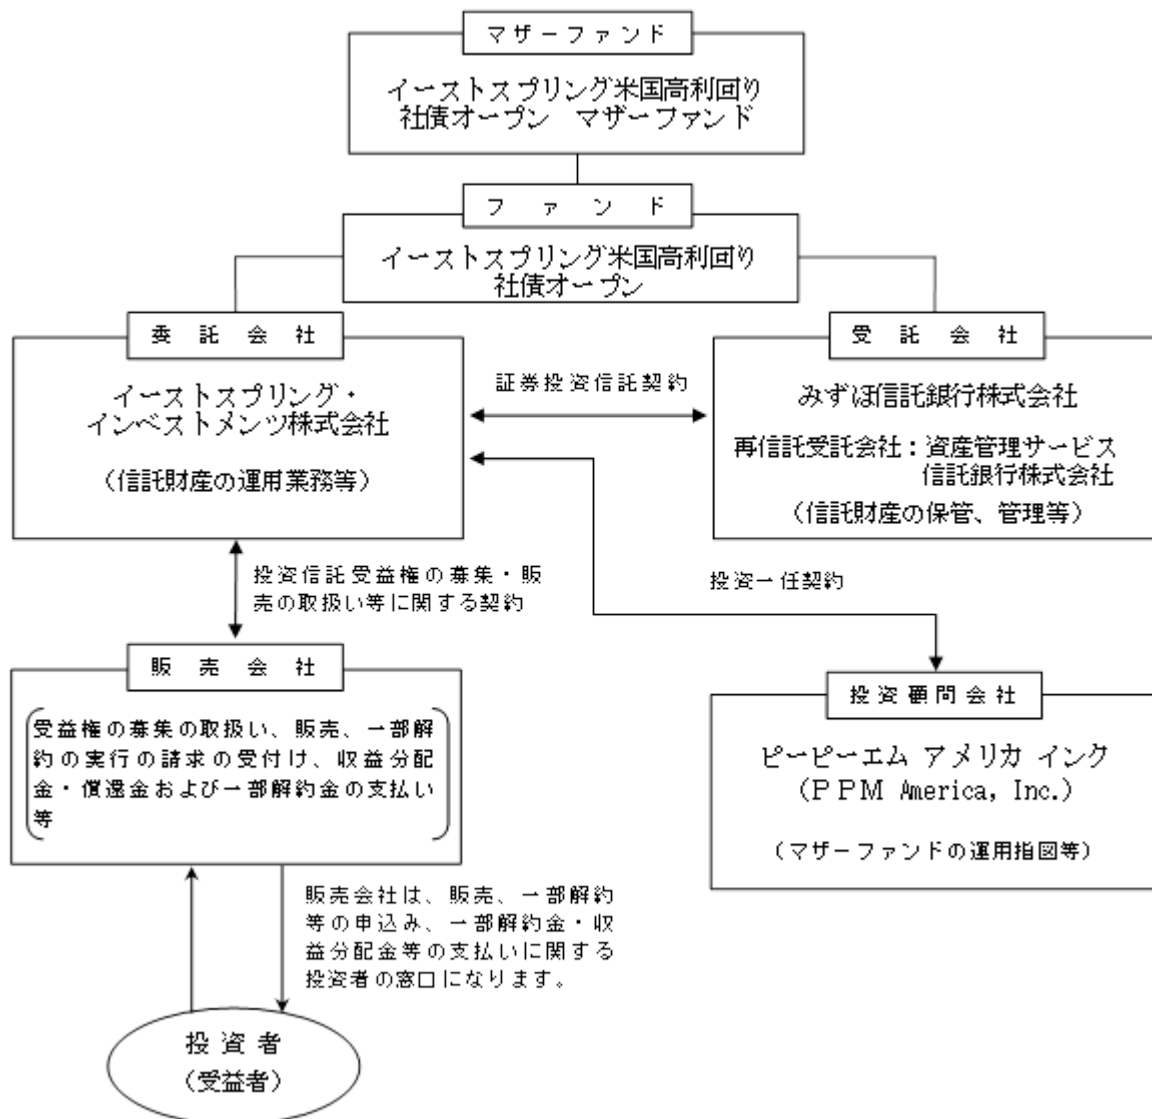 マザーファンド
イーストスプリング米国高利回り
社債オープン　マザーファンド
ファンド
イーストスプリング米国高利回り
社債オープン
委託会社
イーストスプリング・
インベストメンツ株式会社
（信託財産の運用業務等）
証券投資信託契約
受託会社
みずほ信託銀行株式会社
再信託受託会社：資産管理サービス
信託銀行株式会社
（信託財産の保管、管理等）
投資信託受益権の募集・販
売の取扱い等に関する契約
投資一任契約
販売会社
受益権の募集の取扱い、販売、一部解
約の実行の請求の受付け、収益分配
金・償還金および一部解約金の支払い
等
投資顧問会社
ピーピーエム アメリカ インク
（ＰＰＭ America, Inc.）
（マザーファンドの運用指図等）
販売会社は、販売、一部解約
等の申込み、一部解約金・収
益分配金等の支払いに関する
投資者の窓口になります。
投資者
（受益者）